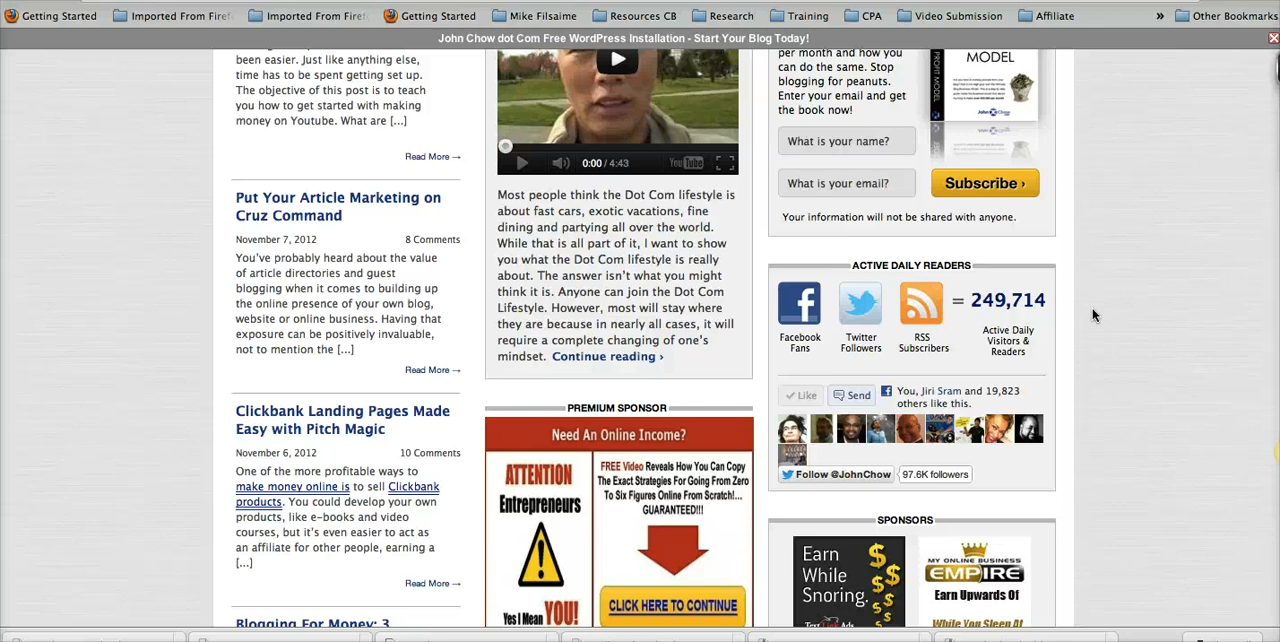 Getting Started
Imported From Firef
Imported From Firef
Getting Started
Mike Filsaime
Resources CB
Research
Training
CPA
Video Submission
Affiliate
»
Other Bookmarks
John Chow dot Com Free WordPress Installation - Start Your Blog Today!
been easier. Just like anything else,
time has to be spent getting set up.
The objective of this post is to teach
you how to get started with making
money on Youtube. What are [...]
Read More →
Put Your Article Marketing on
Cruz Command
November 7, 2012
8 Comments
You've probably heard about the value
of article directories and guest
blogging when it comes to building up
the online presence of your own blog,
website or online business. Having that
exposure can be positively invaluable,
not to mention the [...]
Read More →
Clickbank Landing Pages Made
Easy with Pitch Magic
November 6, 2012
10 Comments
One of the more profitable ways to
make money online is to sell Clickbank
products. You could develop your own
products, like e-books and video
courses, but it's even easier to act as
an affiliate for other people, earning a
[...]
Read More →
Blogging For Money: 3
0:00 / 4:43
YouTube
Most people think the Dot Com lifestyle is
about fast cars, exotic vacations, fine
dining and partying all over the world.
While that is all part of it, I want to show
you what the Dot Com lifestyle is really
about. The answer isn't what you might
think it is. Anyone can join the Dot Com
Lifestyle. However, most will stay where
they are because in nearly all cases, it will
require a complete changing of one's
mindset. Continue reading ›
PREMIUM SPONSOR
Need An Online Income?
ATTENTION
Entrepreneurs
Yes I Mean YOU!
FREE Video Reveals How You Can Copy
The Exact Strategies For Going From Zero
To Six Figures Online From Scratch!...
GUARANTEED!!!
CLICK HERE TO CONTINUE
per month and how you
can do the same. Stop
blogging for peanuts.
Enter your email and get
the book now!
MODEL
PROFIT MODEL
What is your name?
What is your email?
Subscribe ›
Your information will not be shared with anyone.
ACTIVE DAILY READERS
Facebook
Fans
Twitter
Followers
RSS
Subscribers
= 249,714
Active Daily
Visitors &
Readers
Like
Send
You, Jiri Sram and 19,823
others like this.
Follow @JohnChow
97.6K followers
SPONSORS
Earn
While
Snoring.
Text Link Ads
MY ONLINE BUSINESS
EMPIRE
Earn Upwards Of
While You Sleep At